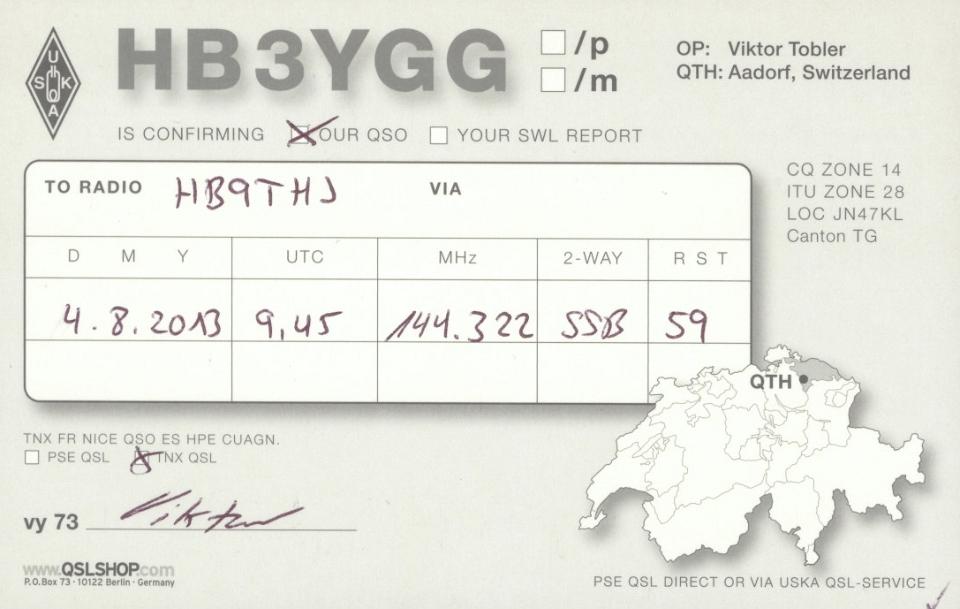 USKA
HB3YGG
/p
/m
OP: Viktor Tobler
QTH: Aadorf, Switzerland
IS CONFIRMING OUR QSO YOUR SWL REPORT
TO RADIO HB9THJ VIA
D M Y UTC MHz 2-WAY R S T
4.8.2013 9,45 144.322 SSB 59
CQ ZONE 14
ITU ZONE 28
LOC JN47KL
Canton TG
QTH
TNX FR NICE QSO ES HPE CUAGN.
PSE QSL TNX QSL
vy 73 Viktor
www.QSLSHOP.com
P.O.Box 73 · 10122 Berlin · Germany
PSE QSL DIRECT OR VIA USKA QSL-SERVICE